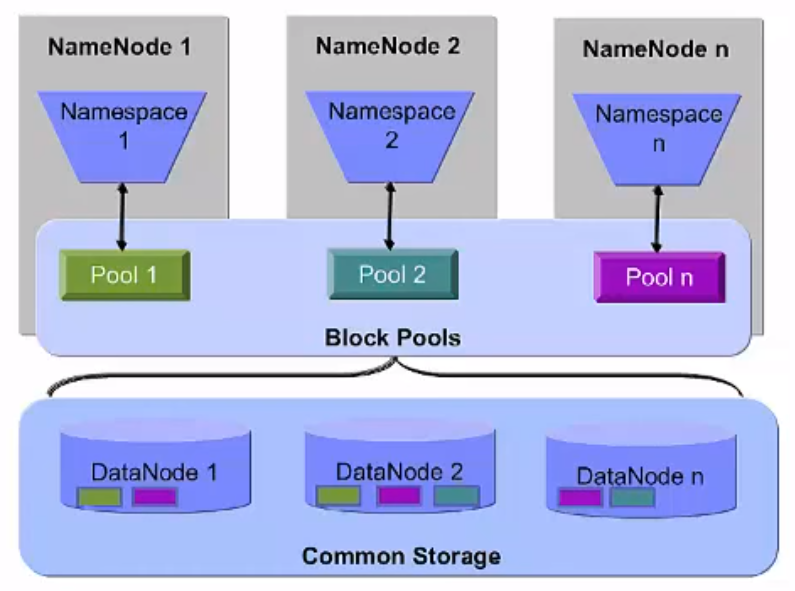 NameNode 1
NameNode 2
NameNode n
Namespace
1
Namespace
2
Namespace
n
Pool 1
Pool 2
Pool n
Block Pools
DataNode 1
DataNode 2
DataNode n
Common Storage